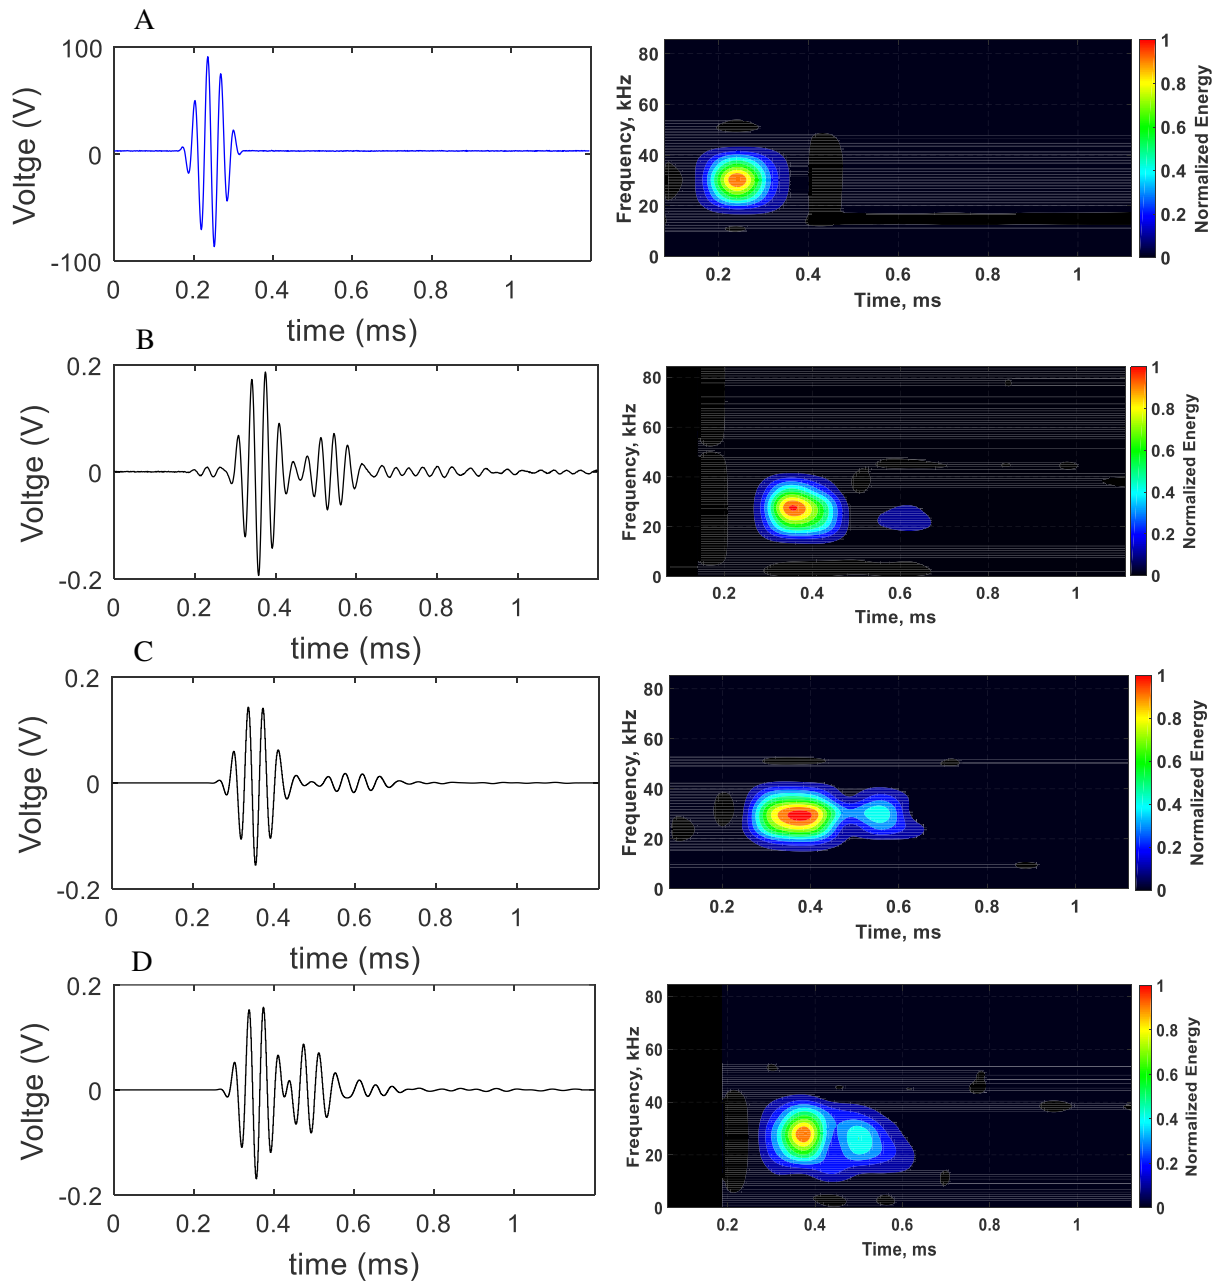 A
100
0
-100
Voltge (V)
0 0.2 0.4 0.6 0.8 1
time (ms)
80
60
40
20
0
Frequency, kHz
0.2 0.4 0.6 0.8 1
Time, ms
1
0.8
0.6
0.4
0.2
0
Normalized Energy
B
0.2
0
-0.2
Voltge (V)
0 0.2 0.4 0.6 0.8 1
time (ms)
80
60
40
20
0
Frequency, kHz
0.2 0.4 0.6 0.8 1
Time, ms
1
0.8
0.6
0.4
0.2
0
Normalized Energy
C
0.2
0
-0.2
Voltge (V)
0 0.2 0.4 0.6 0.8 1
time (ms)
80
60
40
20
0
Frequency, kHz
0.2 0.4 0.6 0.8 1
Time, ms
1
0.8
0.6
0.4
0.2
0
Normalized Energy
D
0.2
0
-0.2
Voltge (V)
0 0.2 0.4 0.6 0.8 1
time (ms)
80
60
40
20
0
Frequency, kHz
0.2 0.4 0.6 0.8 1
Time, ms
1
0.8
0.6
0.4
0.2
0
Normalized Energy